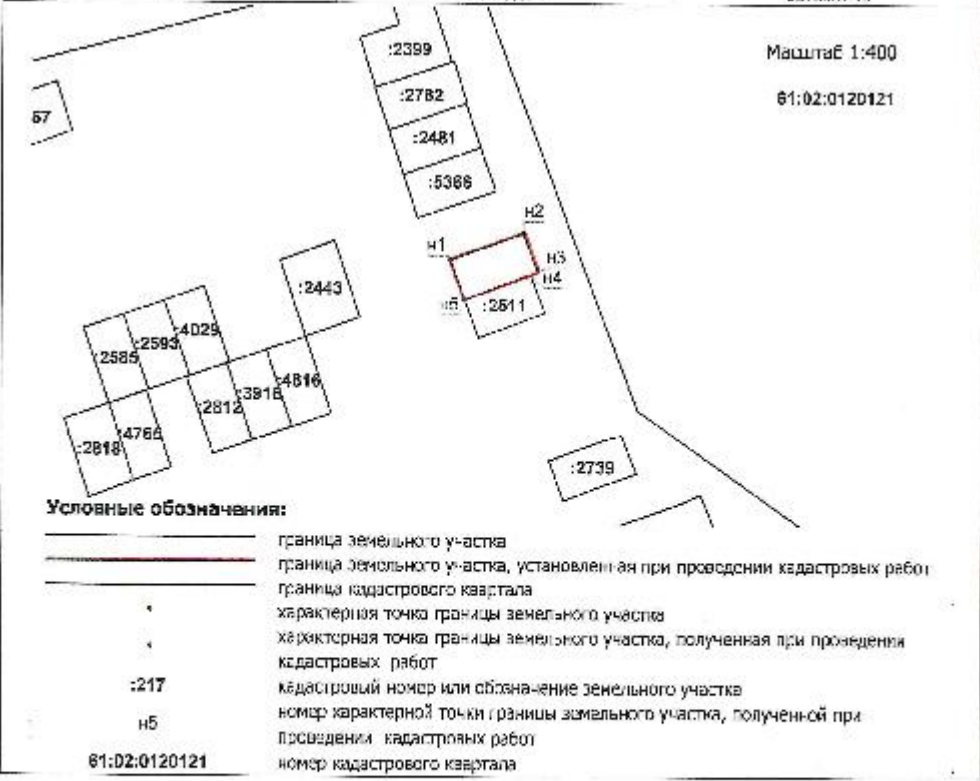 :2399
Масштаб 1:400
:2782
61:02:0120121
57
:2481
:5366
н2
н1
н3
н4
:2443
н5
:2511
:4029
:2593
:2585
:4816
:3916
:2812
:4765
:2818
:2739
Условные обозначения:
граница земельного участка
граница земельного участка, установленная при проведении кадастровых работ
граница кадастрового квартала
характерная точка границы земельного участка
характерная точка границы земельного участка, полученная при проведении
кадастровых работ
:217
кадастровый номер или обозначение земельного участка
н5
номер характерной точки границы земельного участка, полученной при
проведении кадастровых работ
61:02:0120121
номер кадастрового квартала